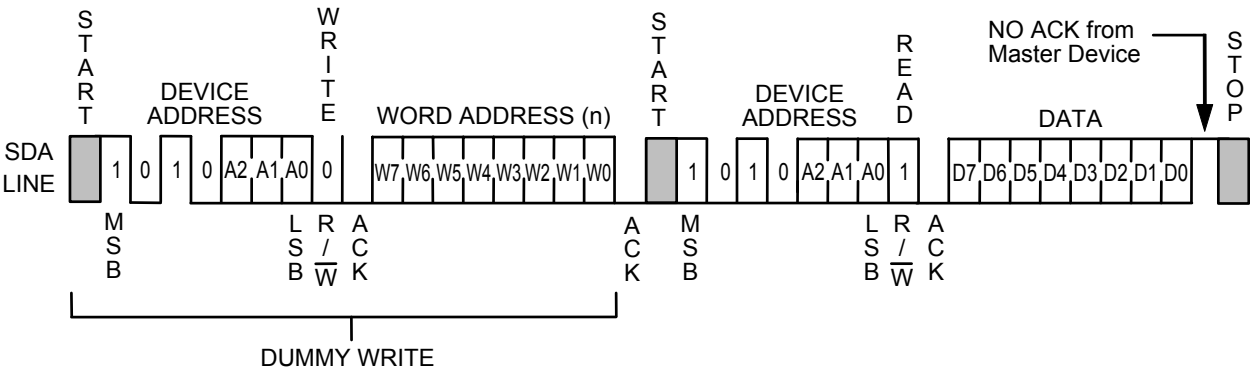 START
DEVICE
ADDRESS
WRITE
WORD ADDRESS (n)
START
DEVICE
ADDRESS
READ
DATA
NO ACK from
Master Device
STOP
SDA
LINE
1 0 1 0 A2 A1 A0 0 W7 W6 W5 W4 W3 W2 W1 W0 1 0 1 0 A2 A1 A0 1 D7 D6 D5 D4 D3 D2 D1 D0
MSB
LSB
R/W
ACK
ACK
MSB
LSB
R/W
ACK
DUMMY WRITE